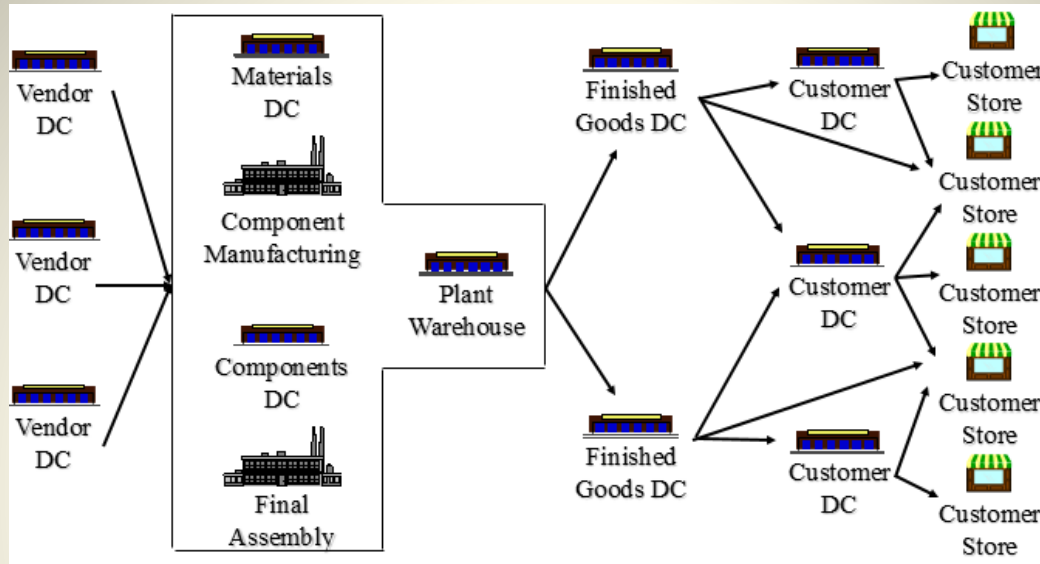 Vendor
DC
Vendor
DC
Vendor
DC
Materials
DC
Component
Manufacturing
Components
DC
Final
Assembly
Plant
Warehouse
Finished
Goods DC
Finished
Goods DC
Customer
DC
Customer
DC
Customer
DC
Customer
Store
Customer
Store
Customer
Store
Customer
Store
Customer
Store